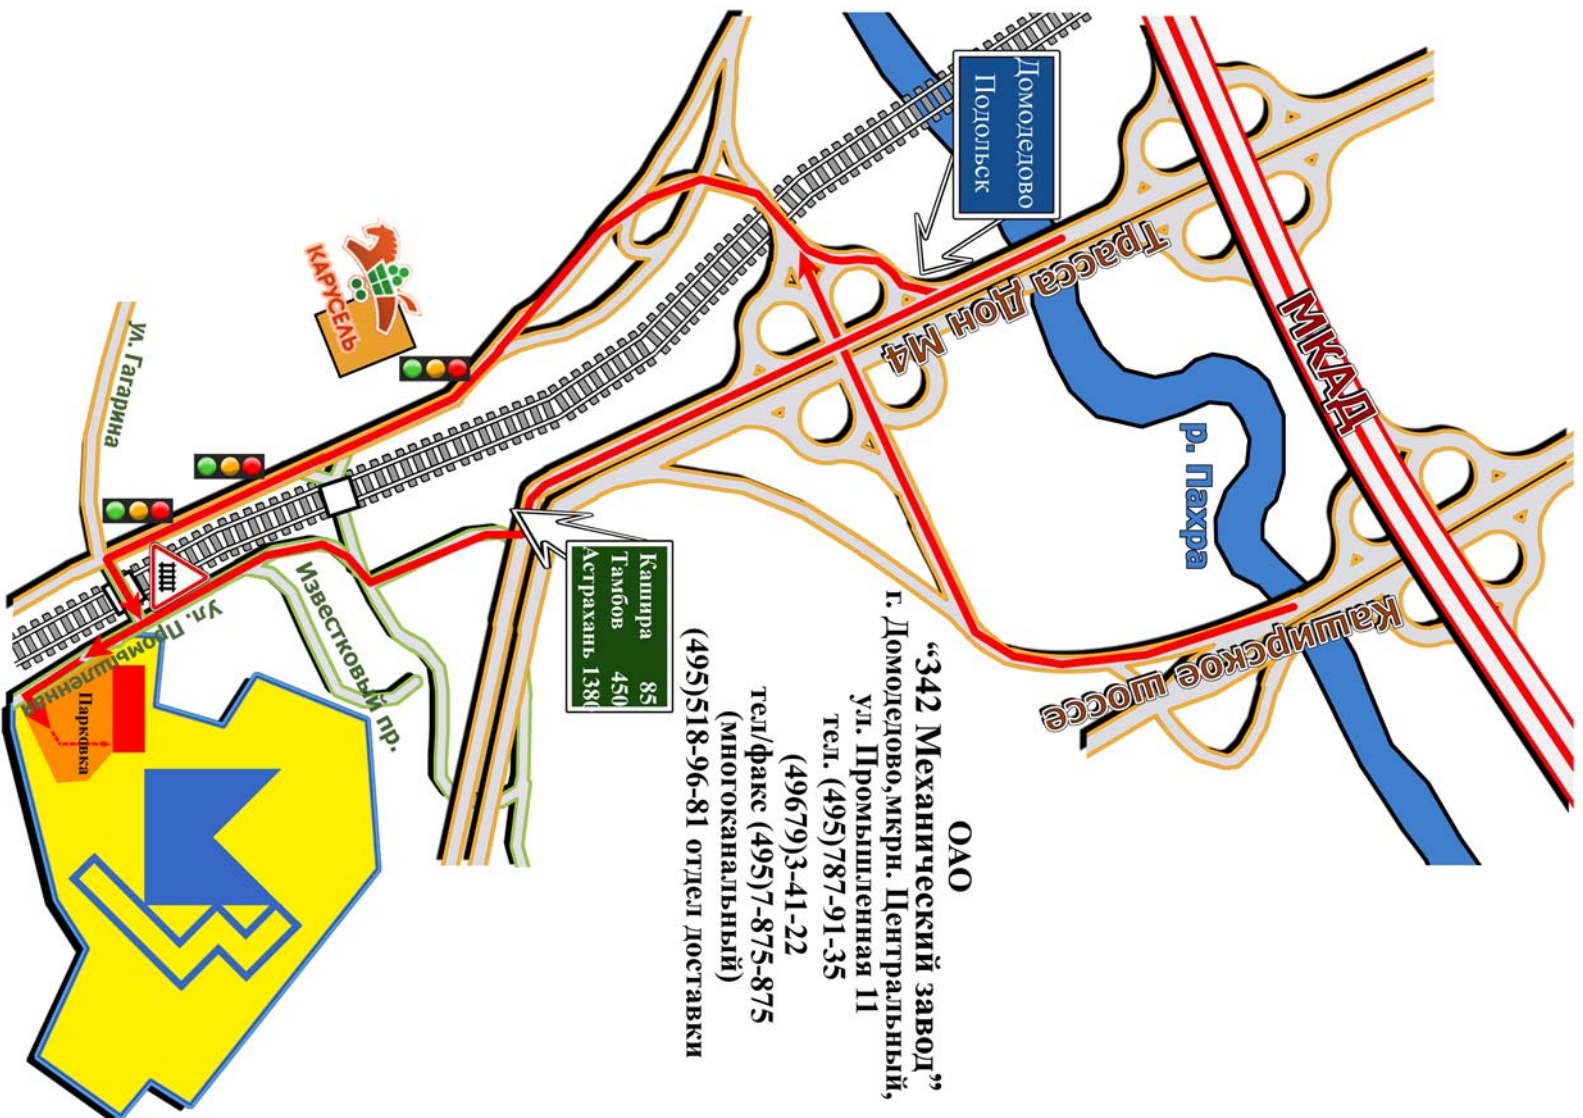 МКАД
Трасса Дон М4
Каширское шоссе
р. Пахра
Домодедово
Подольск
КАРУСЕЛЬ
ул. Гагарина
Известковый пр.
Ул. Промышленная
Парковка
Кашира 85
Тамбов 450
Астрахань 1380
ОАО
“342 Механический завод”
г. Домодедово,мкрн. Центральный,
ул. Промышленная 11
тел. (495)787-91-35
(49679)3-41-22
тел/факс (495)7-875-875
(многоканальный)
(495)518-96-81 отдел доставки